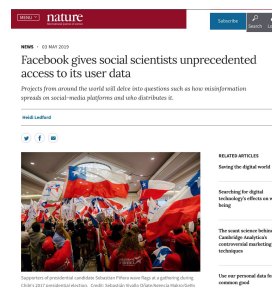 MENU
nature
Subscribe
Search
NEWS · 03 MAY 2019
Facebook gives social scientists unprecedented
access to its user data
Projects from around the world will delve into questions such as how misinformation
spreads on social-media platforms and who distributes it.
Heidi Ledford
RELATED ARTICLES
Saving the digital world
Searching for digital
technology's effects on w
being
The scant science behin
Cambridge Analytica's
controversial marketing
techniques
Use our personal data fo
common good
Supporters of presidential candidate Sebastián Piñera wave flags at a gathering during
Chile's 2017 presidential election. Credit: